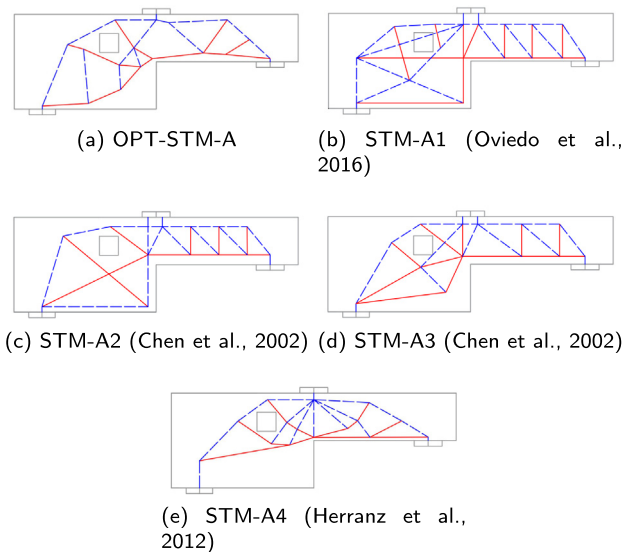 (a) OPT-STM-A
(b) STM-A1 (Oviedo et al.,
2016)
(c) STM-A2 (Chen et al., 2002)
(d) STM-A3 (Chen et al., 2002)
(e) STM-A4 (Herranz et al.,
2012)